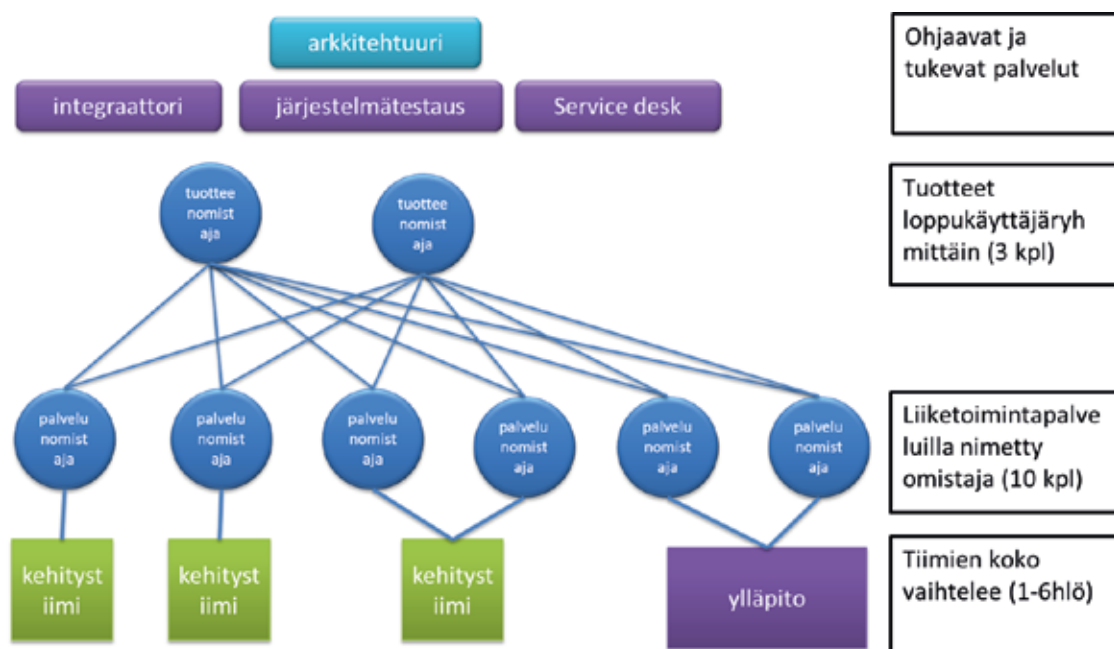 arkkitehtuuri
Ohjaavat ja
tukevat palvelut
integraattori
järjestelmätestaus
Service desk
tuottee
nomist
aja
tuottee
nomist
aja
Tuotteet
loppukäyttäjäryh
mittäin (3 kpl)
palvelu
nomist
aja
palvelu
nomist
aja
palvelu
nomist
aja
palvelu
nomist
aja
palvelu
nomist
aja
palvelu
nomist
aja
Liiketoimintapalve
luilla nimetty
omistaja (10 kpl)
kehityst
iimi
kehityst
iimi
kehityst
iimi
ylläpito
Tiimien koko
vaihtelee (1-6hlö)